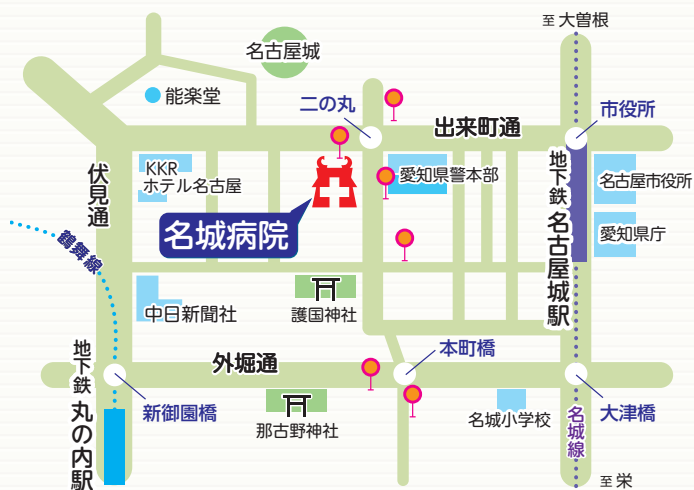 至 大曽根
名古屋城
能楽堂
二の丸
市役所
出来町通
KKR
ホテル名古屋
愛知県警本部
地下鉄 名古屋城駅
名古屋市役所
伏見通
名城病院
愛知県庁
鶴舞線
中日新聞社
護国神社
地下鉄 丸の内駅
外堀通
本町橋
新御園橋
那古野神社
名城小学校
大津橋
名城線
至 栄